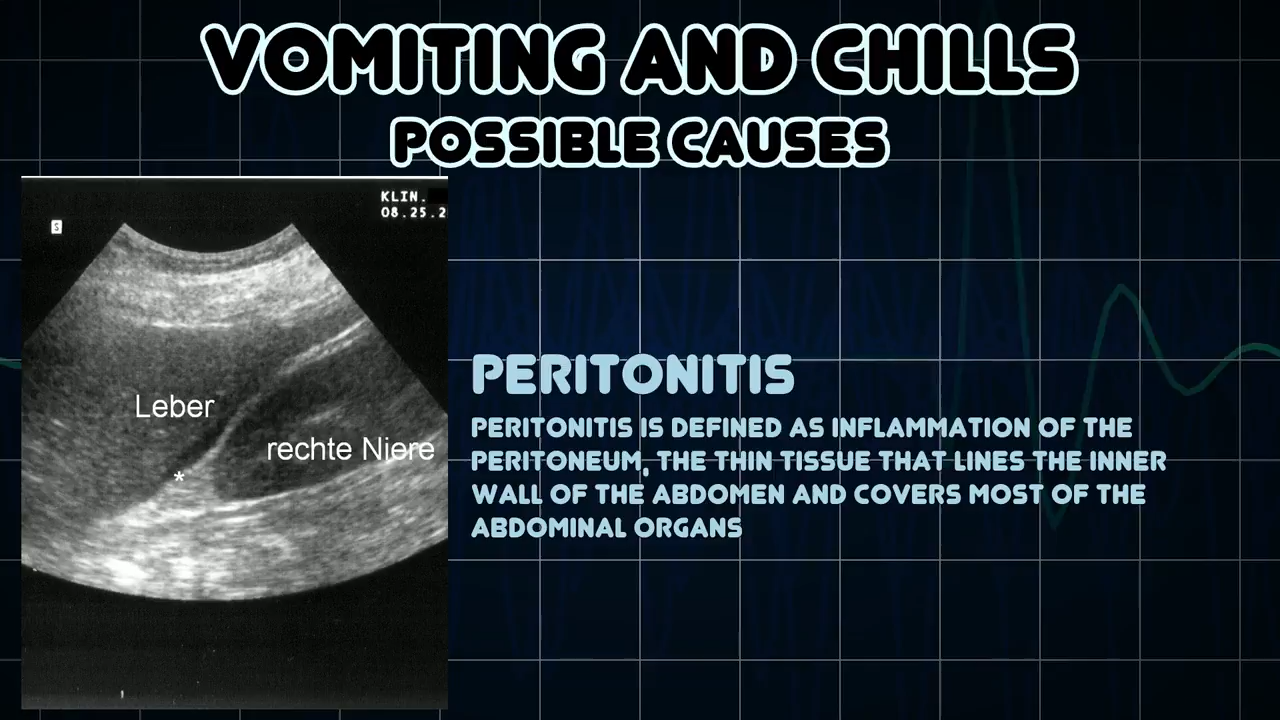 VOMITING AND CHILLS
POSSIBLE CAUSES
KLIN.
08.25.2
S
Leber
rechte Niere
*
PERITONITIS
PERITONITIS IS DEFINED AS INFLAMMATION OF THE
PERITONEUM, THE THIN TISSUE THAT LINES THE INNER
WALL OF THE ABDOMEN AND COVERS MOST OF THE
ABDOMINAL ORGANS